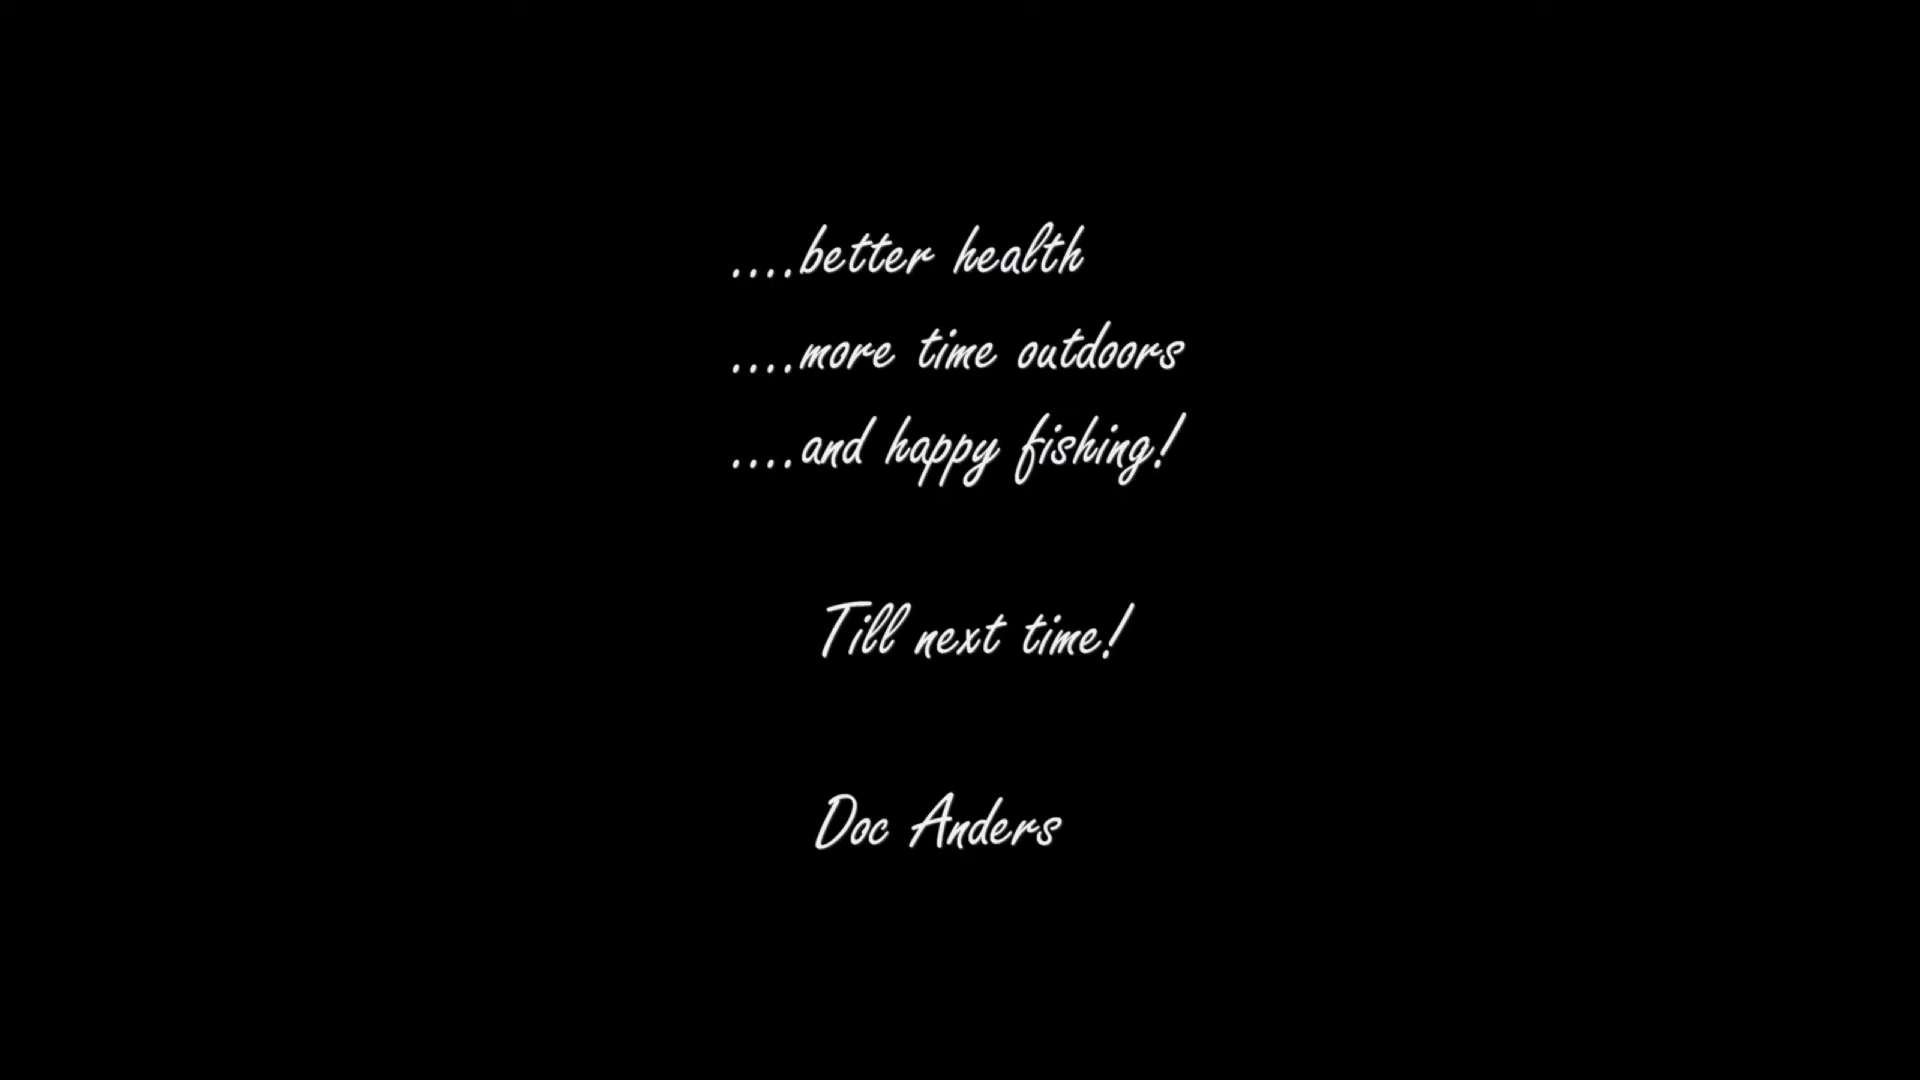 ....better health
....more time outdoors
....and happy fishing!
Till next time!
Doc Anders